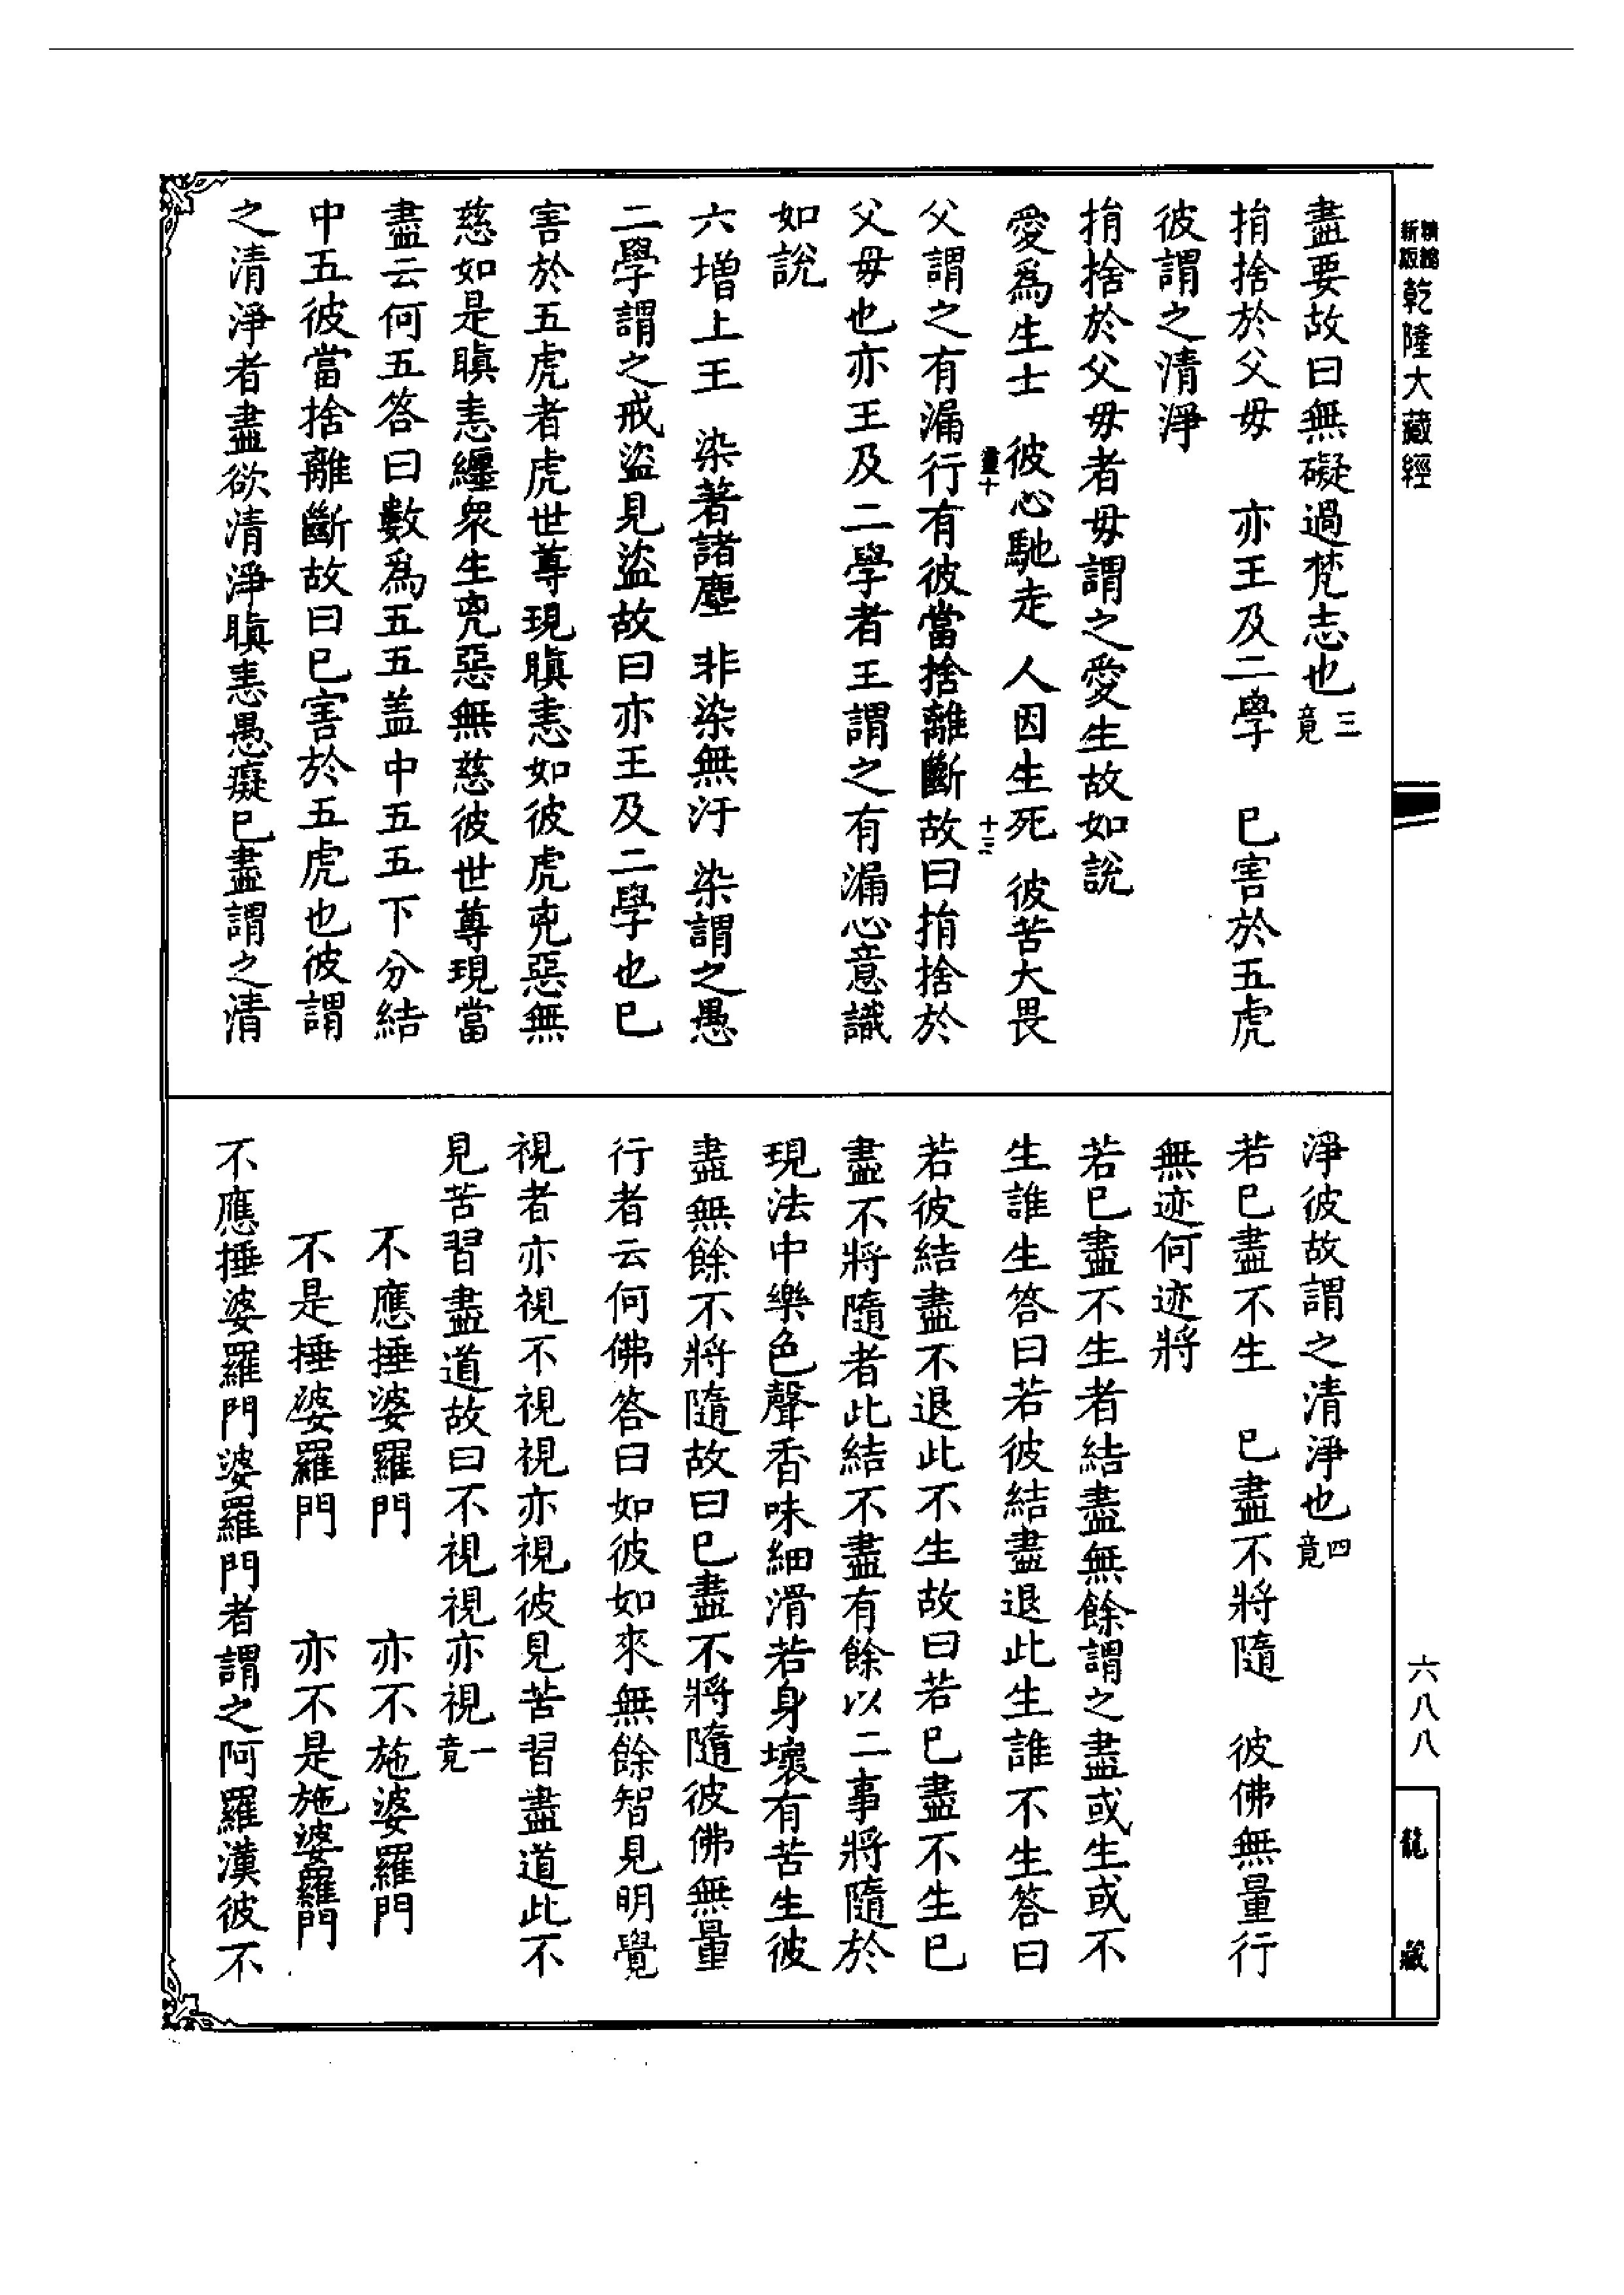 新版精縮乾隆大藏經
盡要故曰無礙過梵志也三竟
捐捨於父母　亦王及二學　已害於五虎
彼謂之清淨
捐捨於父母者母謂之愛生故如說
愛為生士　彼心馳走　人因生死　彼苦大畏
父謂之有漏行有彼當捨離斷故曰捐捨於
父母也亦王及二學者王謂之有漏心意識
如說
六增上王　染著諸塵　非染無汙　染謂之愚
二學謂之戒盜見盜故曰亦王及二學也已
害於五虎者虎世尊現瞋恚如彼虎兇惡無
慈如是瞋恚纏衆生兇惡無慈彼世尊現當
盡云何五答曰數為五五盖中五五下分結
中五彼當捨離斷故曰已害於五虎也彼謂
之清淨者盡欲清淨瞋恚愚癡已盡謂之清
淨彼故謂之清淨也四竟
若已盡不生　已盡不將隨　彼佛無量行
無迹何迹將
若已盡不生者結盡無餘謂之盡或生或不
生誰生答曰若彼結盡退此生誰不生答曰
若彼結盡不退此不生故曰若已盡不生已
盡不將隨者此結不盡有餘以二事將隨於
現法中樂色聲香味細滑若身壞有苦生彼
盡無餘不將隨故曰已盡不將隨彼佛無量
行者云何佛答曰如彼如來無餘智見明覺
視者亦視不視視亦視彼見苦習盡道此不
見苦習盡道故曰不視視亦視一竟
不應捶婆羅門　亦不施婆羅門
不是捶婆羅門　亦不是施婆羅門
不應捶婆羅門婆羅門者謂之阿羅漢彼不
十三
六八八
龍藏